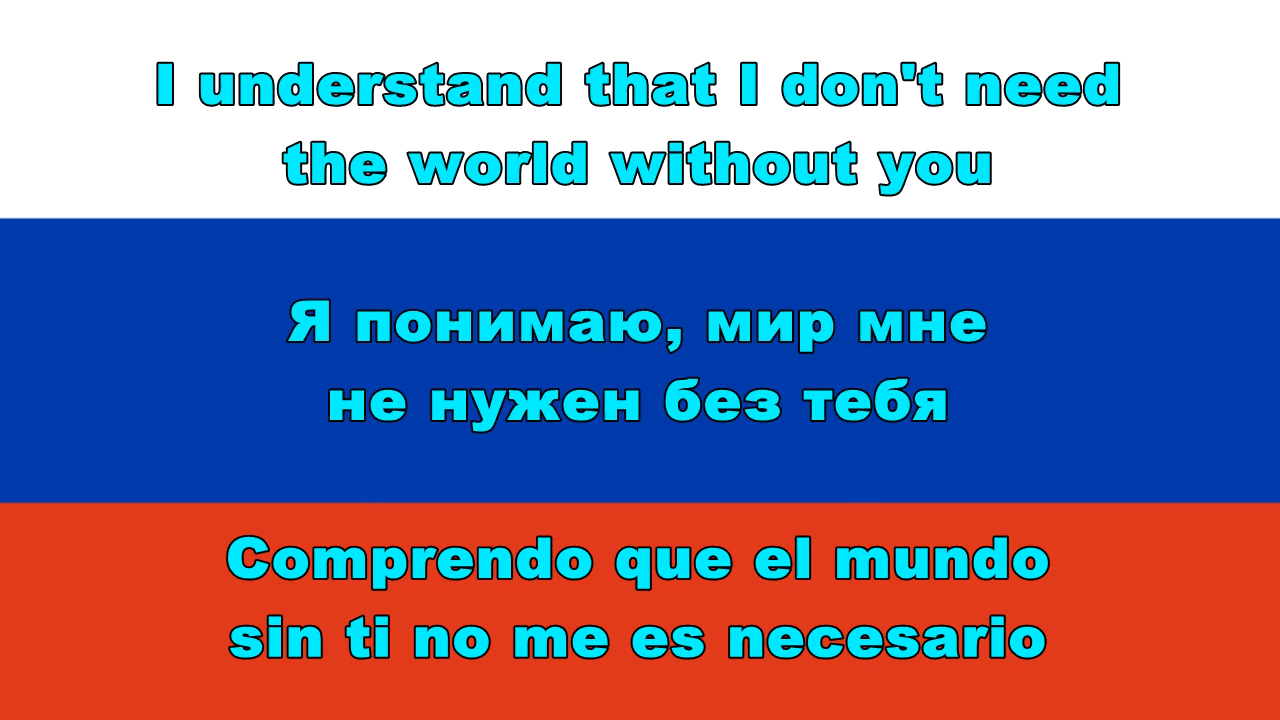 I understand that I don't need
the world without you
Я понимаю, мир мне
не нужен без тебя
Comprendo que el mundo
sin ti no me es necesario